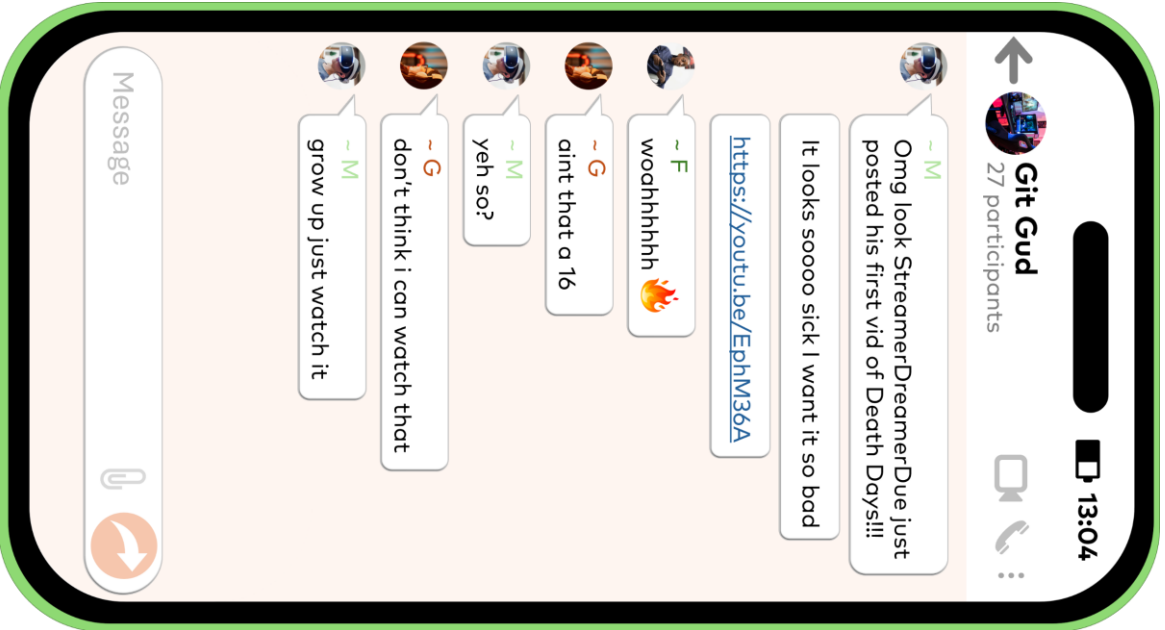 13:04
Git Gud
27 participants
~ M
Omg look StreamerDreamerDue just
posted his first vid of Death Days!!!
It looks soooo sick I want it so bad
https://youtu.be/EphM36A
~ F
woahhhhhh 🔥
~ G
aint that a 16
~ M
yeh so?
~ G
don't think i can watch that
~ M
grow up just watch it
Message